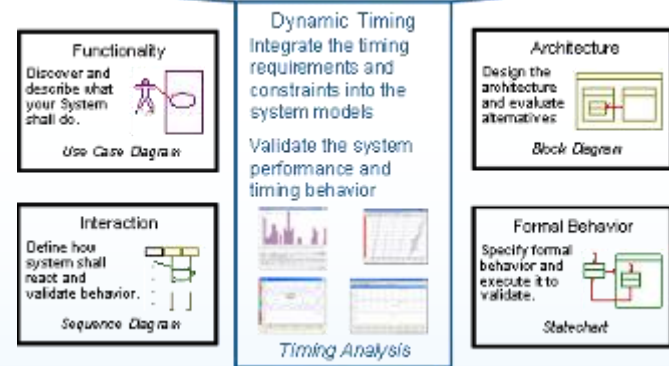 Functionality
Discover and
describe what
your System
shall do.
Use Case Diagram
Interaction
Define how
system shall
react and
validate behavior.
Sequence Diagram
Dynamic Timing
Integrate the timing
requirements and
constraints into the
system models
Validate the system
performance and
timing behavior
Timing Analysis
Architecture
Design the
architecture
and evaluate
alternatives
Block Diagram
Formal Behavior
Specify formal
behavior and
execute it to
validate.
Statechart